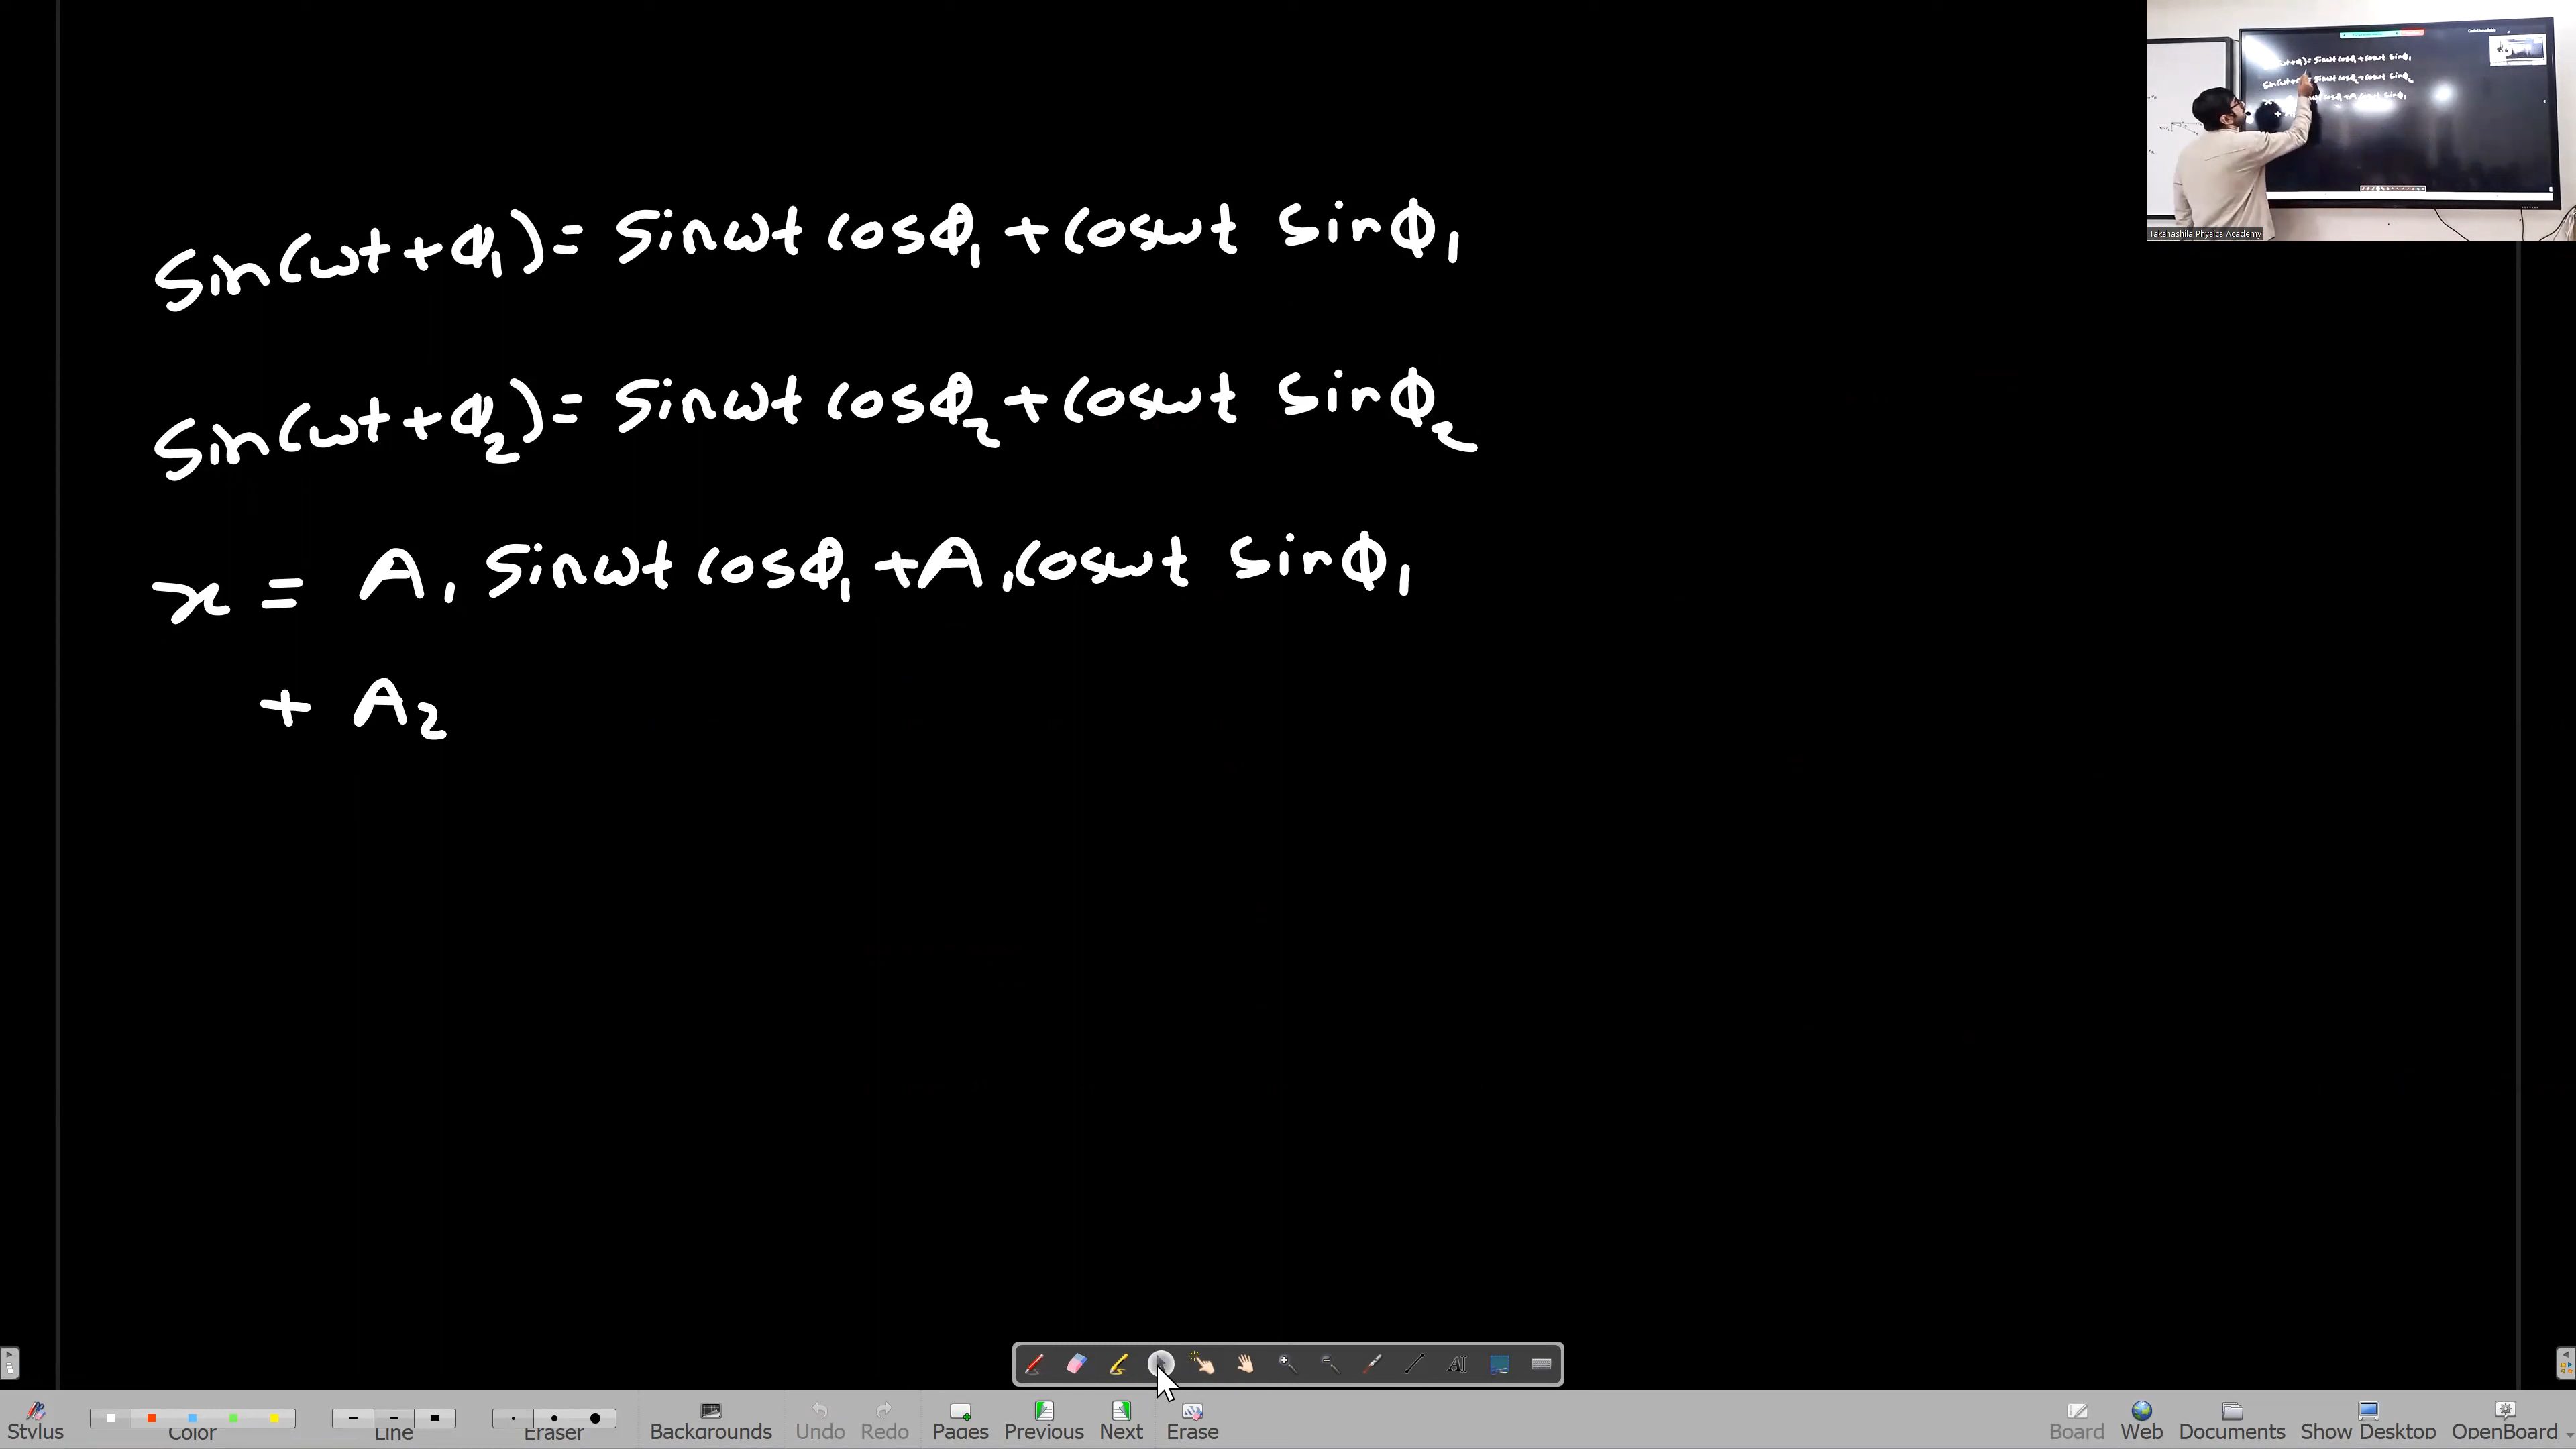 Sin(ωt+ϕ₁)= Sinωt cosϕ₁ + Cosωt Sinϕ₁
Sin(ωt+ϕ₂)= Sinωt cosϕ₂ + Cosωt Sinϕ₂
x = A₁ Sinωt cosϕ₁ + A₁ Cosωt Sinϕ₁
+ A₂
Takshashila Physics Academy
Stylus Color Line Eraser Backgrounds Undo Redo Pages Previous Next Erase Board Web Documents Show Desktop OpenBoard